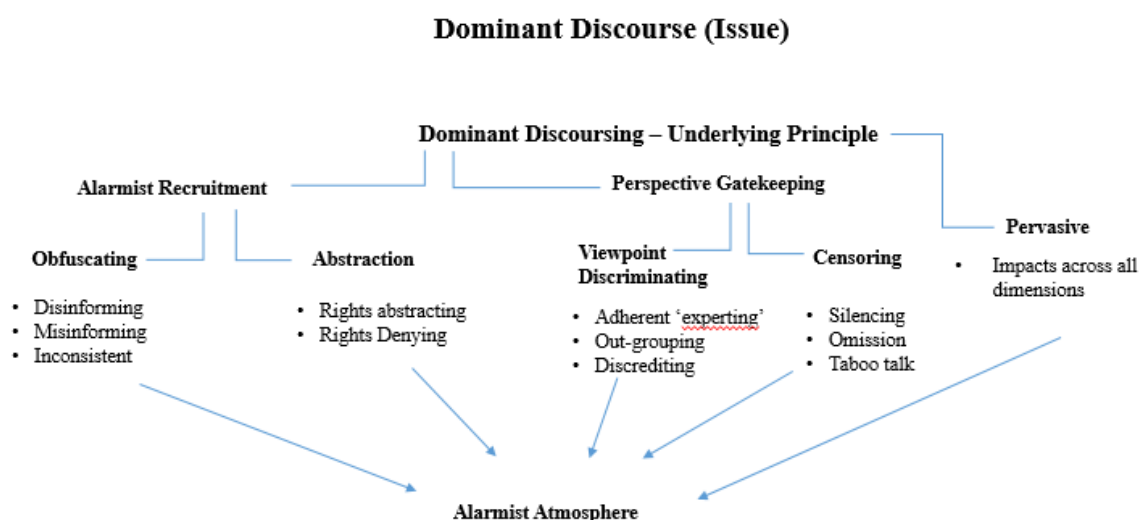 Dominant Discourse (Issue)
Dominant Discoursing – Underlying Principle
Alarmist Recruitment
Perspective Gatekeeping
Pervasive
• Impacts across all
dimensions
Obfuscating
• Disinforming
• Misinforming
• Inconsistent
Abstraction
• Rights abstracting
• Rights Denying
Viewpoint
Discriminating
• Adherent ‘experting’
• Out-grouping
• Discrediting
Censoring
• Silencing
• Omission
• Taboo talk
Alarmist Atmosphere